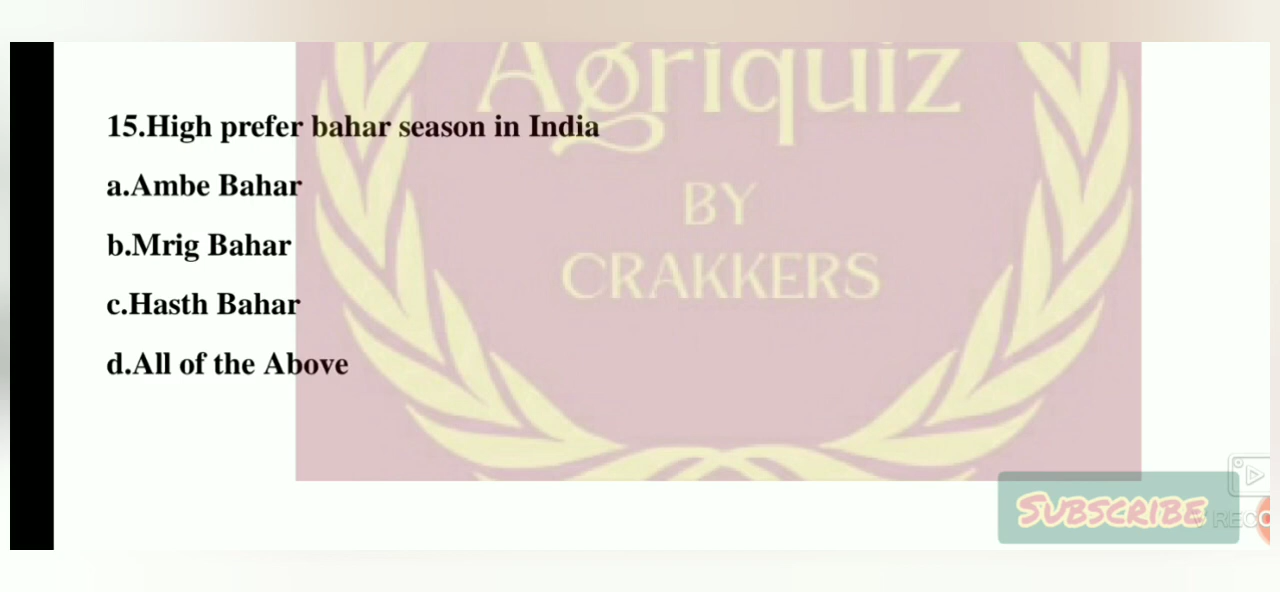 Agriquiz
BY
CRAKKERS
15.High prefer bahar season in India
a.Ambe Bahar
b.Mrig Bahar
c.Hasth Bahar
d.All of the Above
SUBSCRIBE